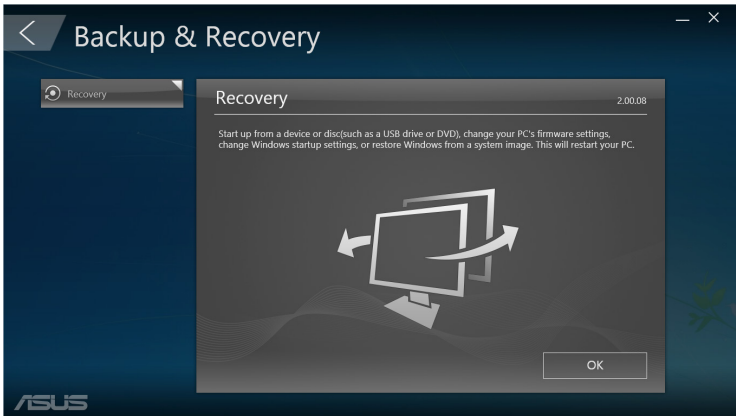 Backup & Recovery
Recovery
Recovery
2.00.08
Start up from a device or disc(such as a USB drive or DVD), change your PC's firmware settings,
change Windows startup settings, or restore Windows from a system image. This will restart your PC.
OK
ASUS